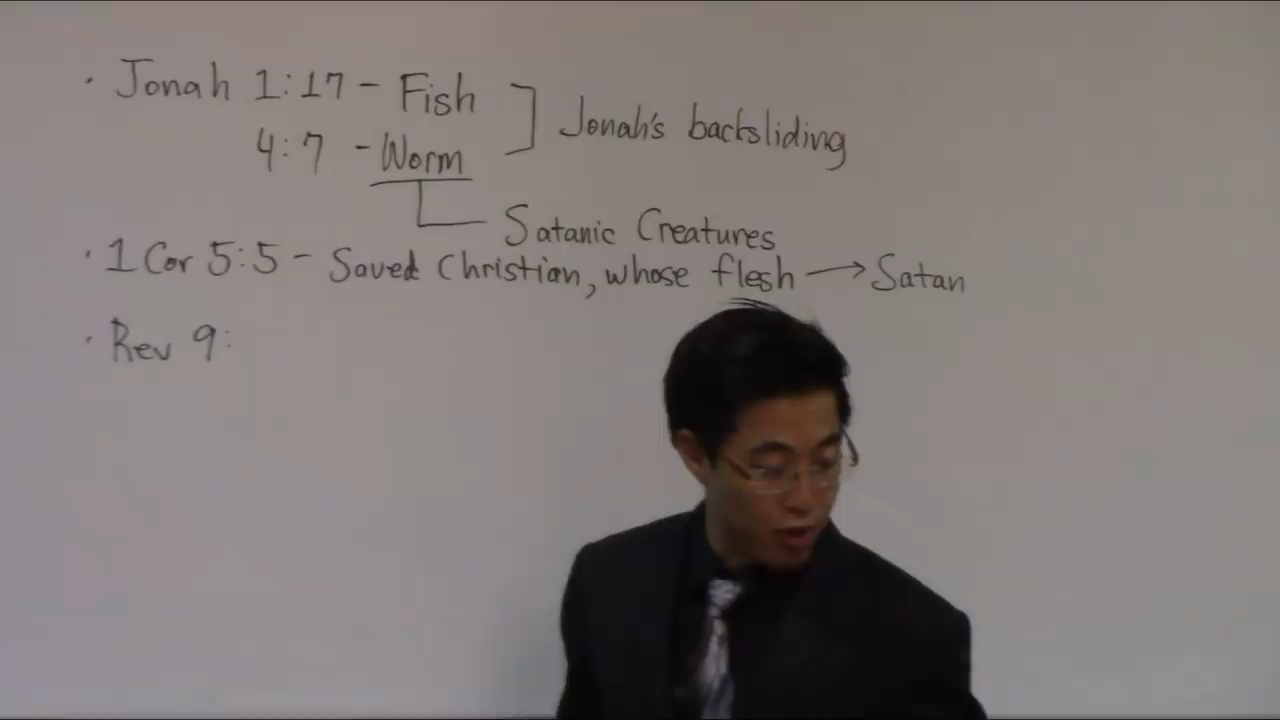 · Jonah 1:17 - Fish ] Jonah's backsliding
4:7 - Worm
Satanic Creatures
· 1 Cor 5:5 - Saved Christian, whose flesh → Satan
· Rev 9: